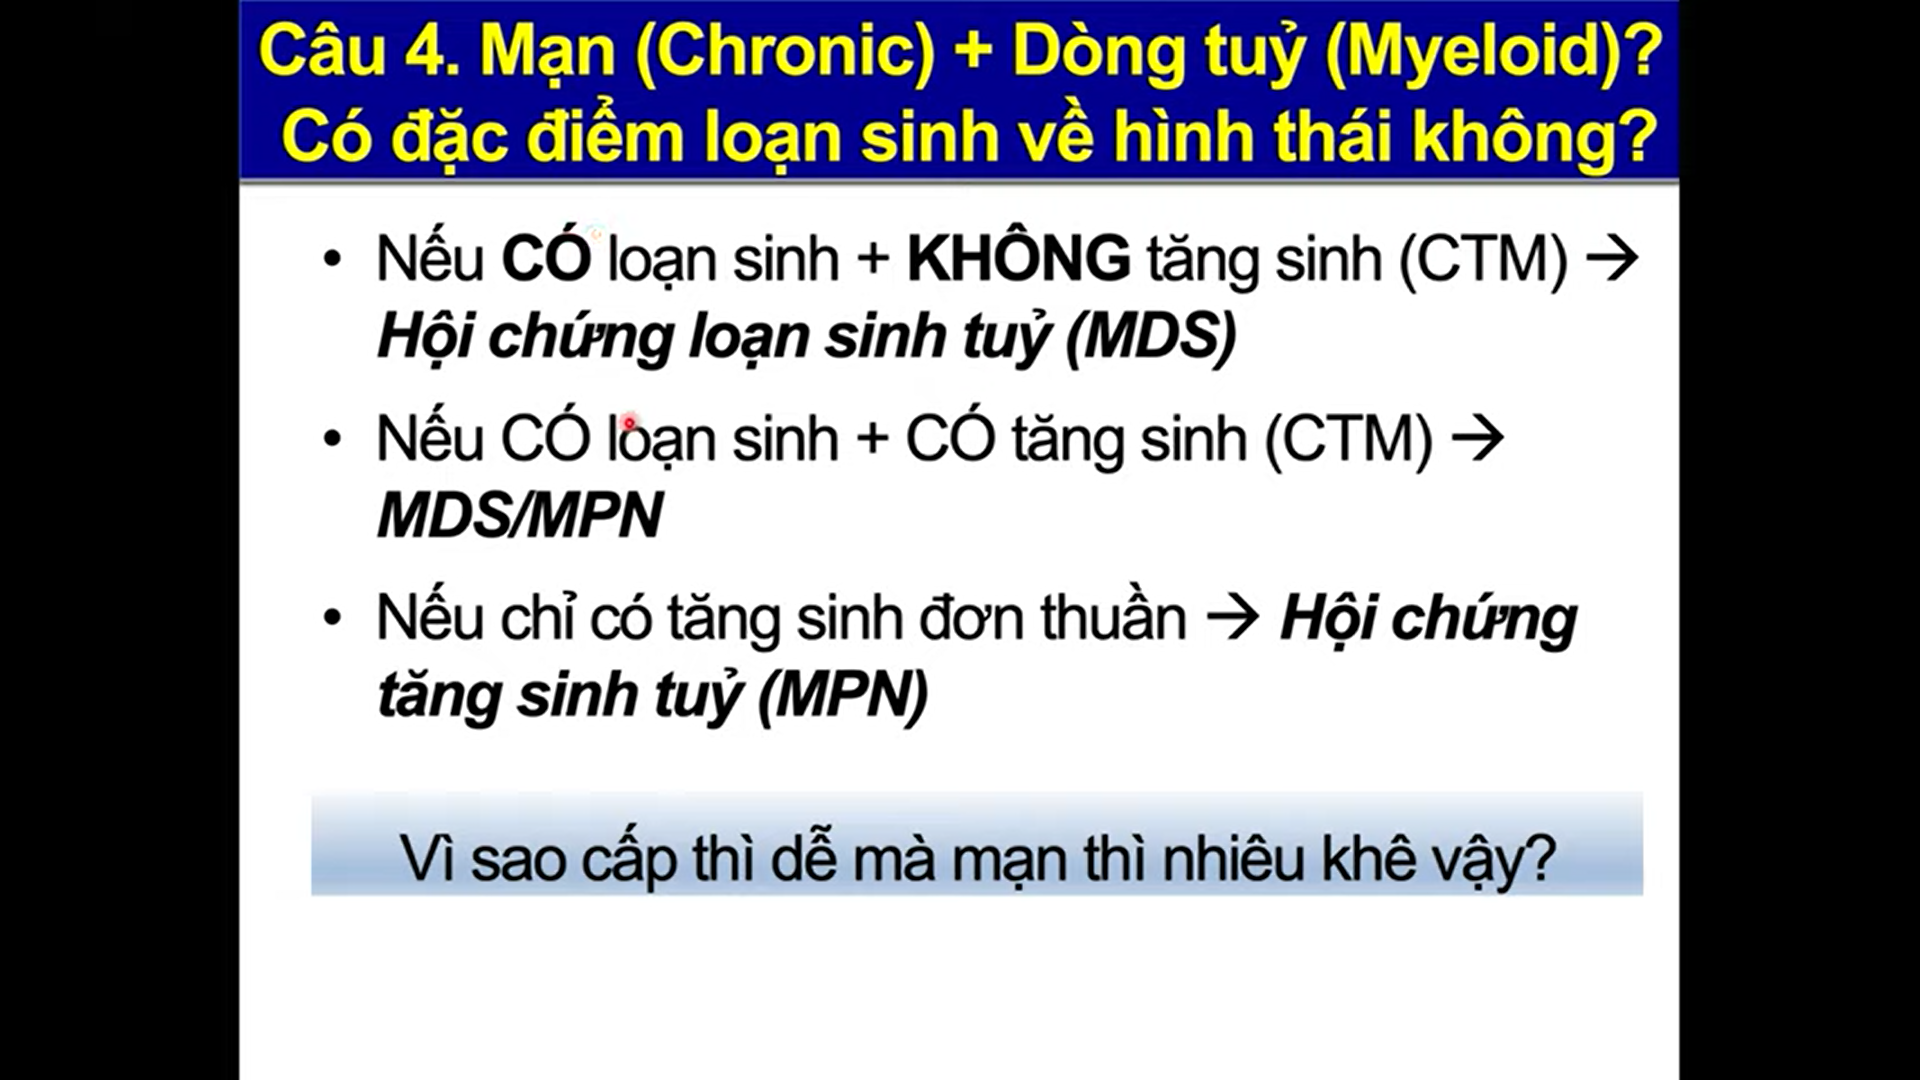 Câu 4. Mạn (Chronic) + Dòng tuỷ (Myeloid)?
Có đặc điểm loạn sinh về hình thái không?
• Nếu CÓ loạn sinh + KHÔNG tăng sinh (CTM) →
Hội chứng loạn sinh tuỷ (MDS)
• Nếu CÓ loạn sinh + CÓ tăng sinh (CTM) →
MDS/MPN
• Nếu chỉ có tăng sinh đơn thuần → Hội chứng
tăng sinh tuỷ (MPN)
Vì sao cấp thì dễ mà mạn thì nhiêu khê vậy?